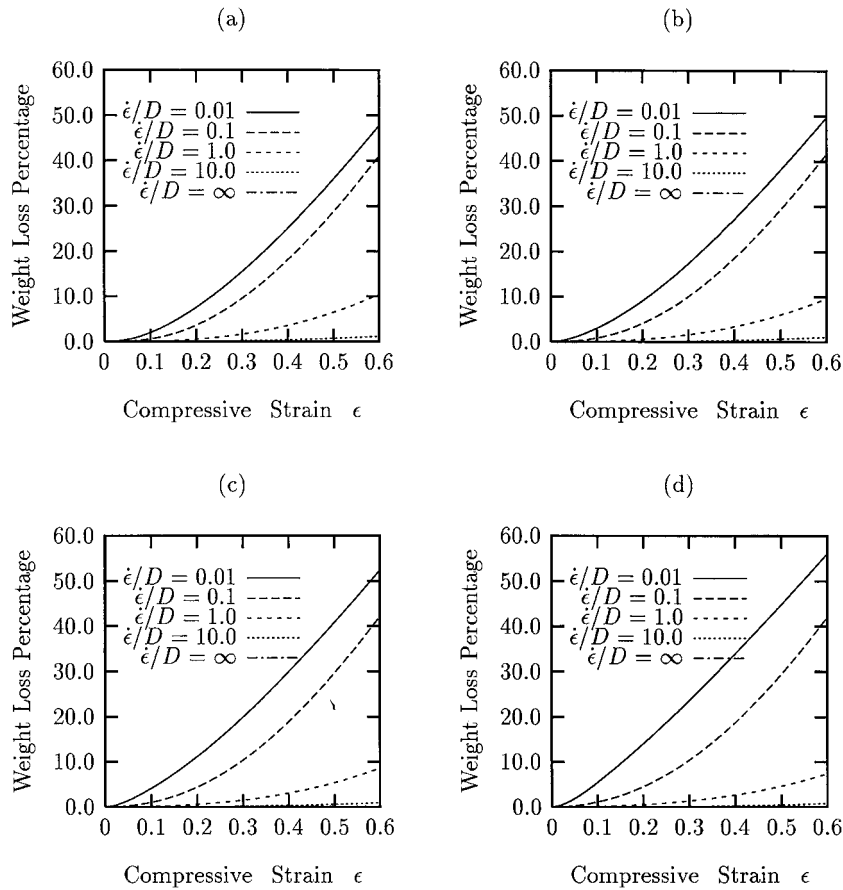 (a)
60.0
50.0
40.0
30.0
20.0
10.0
0.0
Weight Loss Percentage
ϵ̇/D = 0.01
ϵ̇/D = 0.1
ϵ̇/D = 1.0
ϵ̇/D = 10.0
ϵ̇/D = ∞
0 0.1 0.2 0.3 0.4 0.5 0.6
Compressive Strain ϵ
(b)
60.0
50.0
40.0
30.0
20.0
10.0
0.0
Weight Loss Percentage
ϵ̇/D = 0.01
ϵ̇/D = 0.1
ϵ̇/D = 1.0
ϵ̇/D = 10.0
ϵ̇/D = ∞
0 0.1 0.2 0.3 0.4 0.5 0.6
Compressive Strain ϵ
(c)
60.0
50.0
40.0
30.0
20.0
10.0
0.0
Weight Loss Percentage
ϵ̇/D = 0.01
ϵ̇/D = 0.1
ϵ̇/D = 1.0
ϵ̇/D = 10.0
ϵ̇/D = ∞
0 0.1 0.2 0.3 0.4 0.5 0.6
Compressive Strain ϵ
(d)
60.0
50.0
40.0
30.0
20.0
10.0
0.0
Weight Loss Percentage
ϵ̇/D = 0.01
ϵ̇/D = 0.1
ϵ̇/D = 1.0
ϵ̇/D = 10.0
ϵ̇/D = ∞
0 0.1 0.2 0.3 0.4 0.5 0.6
Compressive Strain ϵ